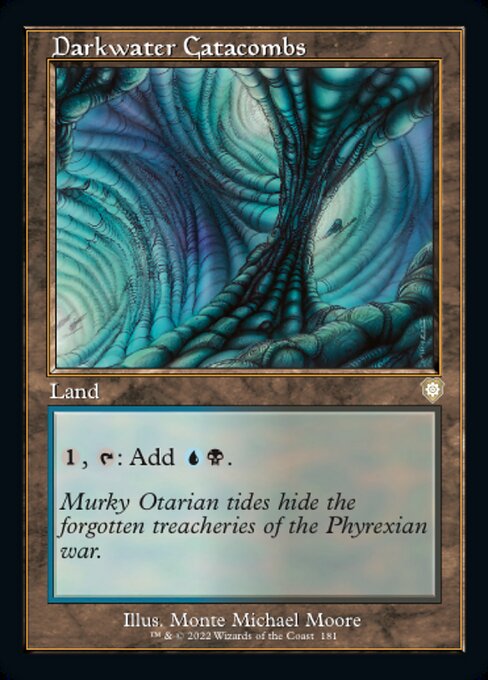 Darkwater Catacombs
Land
1, T: Add
Murky Otarian tides hide the
forgotten treacheries of the Phyrexian
war.
Illus. Monte Michael Moore
™ & © 2022 Wizards of the Coast 181